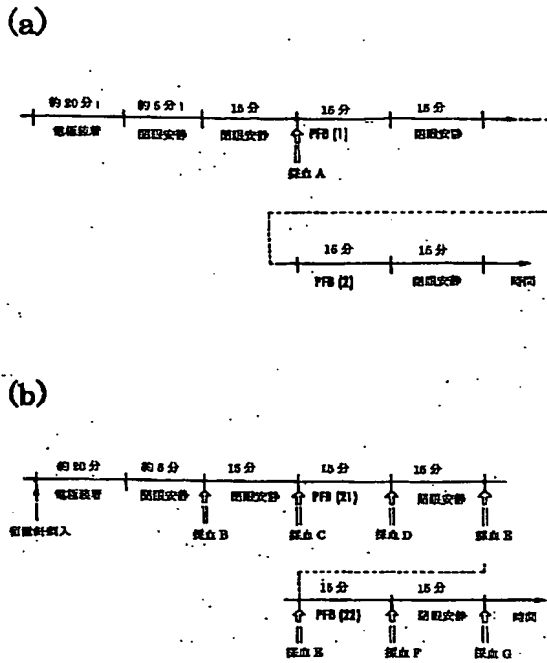 (a)
約20分 約5分 15分 15分 15分
電極装着 閉眼安静 閉眼安静 PFB (1) 閉眼安静
採血 A
15分 15分
PFB (2) 閉眼安静 時間
(b)
約20分 約5分 15分 15分 15分
電極装着 閉眼安静 閉眼安静 PFB (21) 閉眼安静
採血 B 採血 C 採血 D 採血 E
15分 15分
PFB (22) 閉眼安静 時間
採血 E 採血 F 採血 G